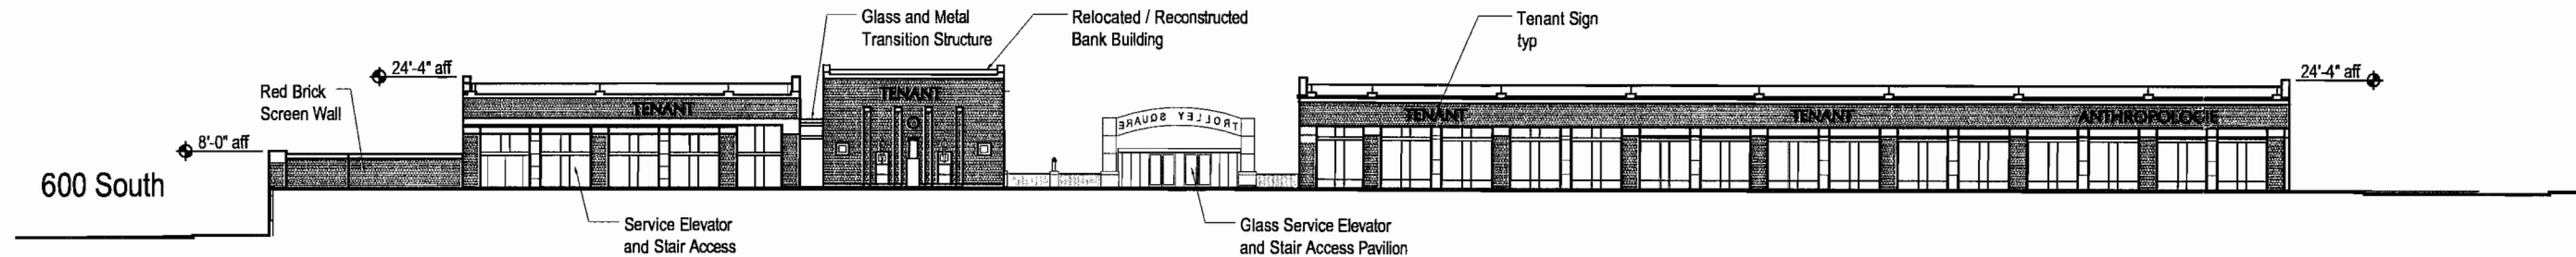 Glass and Metal
Transition Structure
Relocated / Reconstructed
Bank Building
Tenant Sign
typ
24'-4" aff
24'-4" aff
Red Brick
Screen Wall
TENANT
TENANT
TENANT
TENANT
ANTHROPOLOGIE
TROLLEY SQUARE
8'-0" aff
600 South
Service Elevator
and Stair Access
Glass Service Elevator
and Stair Access Pavilion